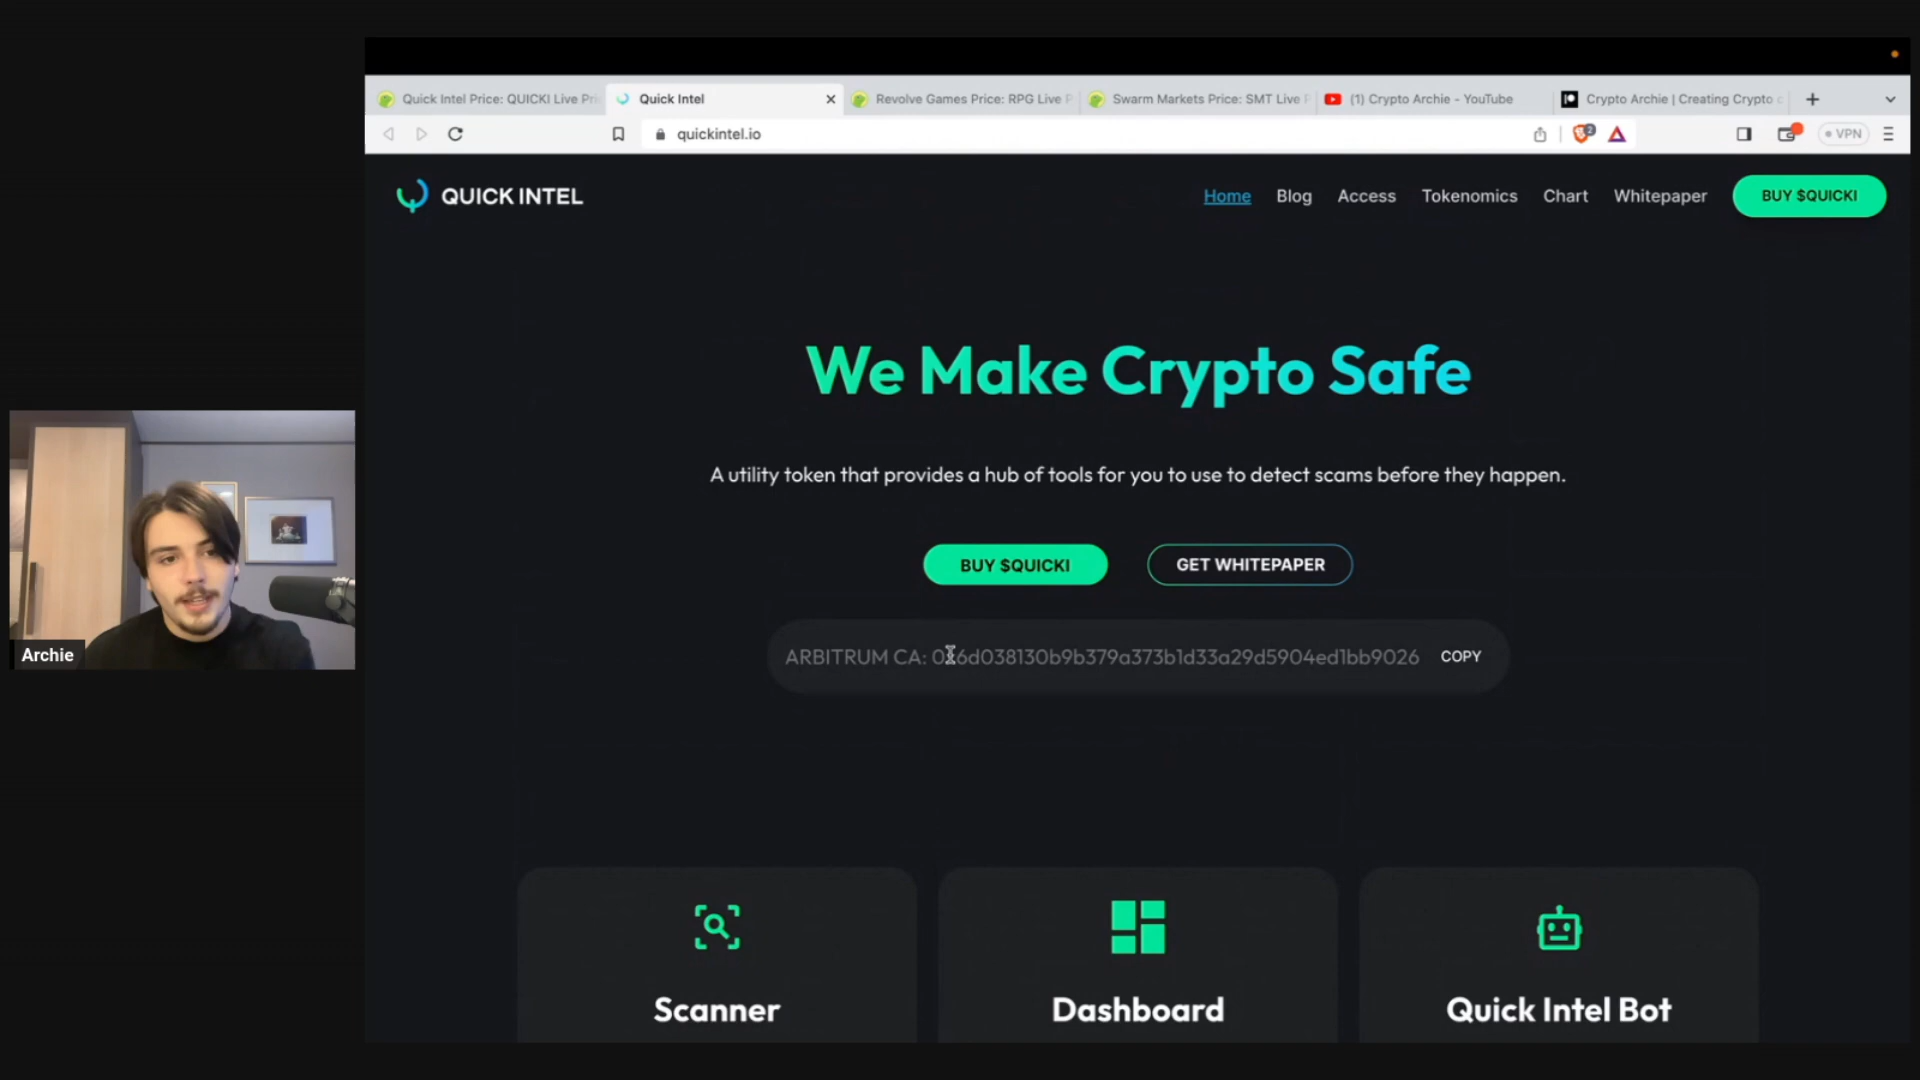 Quick Intel Price: QUICKI Live Pri
Quick Intel
Revolve Games Price: RPG Live P
Swarm Markets Price: SMT Live P
(1) Crypto Archie - YouTube
Crypto Archie | Creating Crypto c
quickintel.io
2
VPN
QUICK INTEL
Home
Blog
Access
Tokenomics
Chart
Whitepaper
BUY $QUICKI
We Make Crypto Safe
A utility token that provides a hub of tools for you to use to detect scams before they happen.
BUY $QUICKI
GET WHITEPAPER
ARBITRUM CA:
COPY
Archie
Scanner
Dashboard
Quick Intel Bot